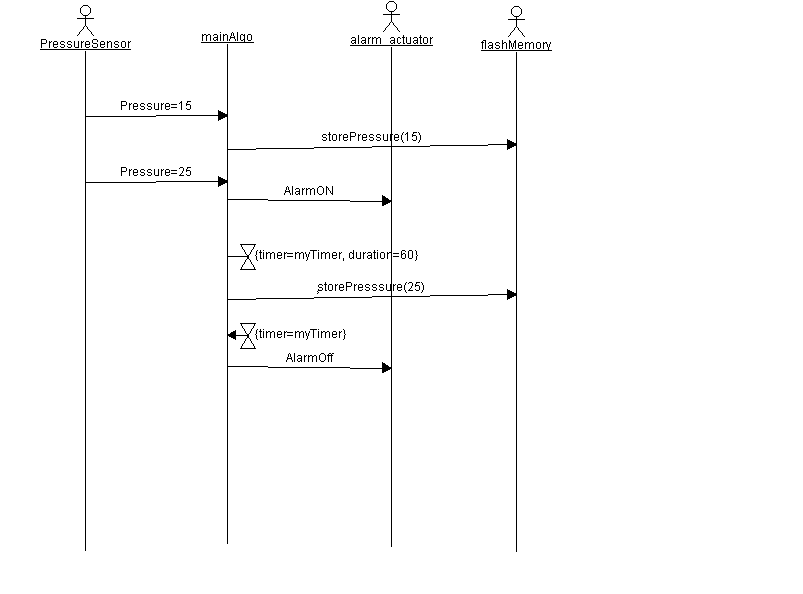 PressureSensor
mainAlgo
alarm_actuator
flashMemory
Pressure=15
storePressure(15)
Pressure=25
AlarmON
{timer=myTimer, duration=60}
storePresssure(25)
{timer=myTimer}
AlarmOff